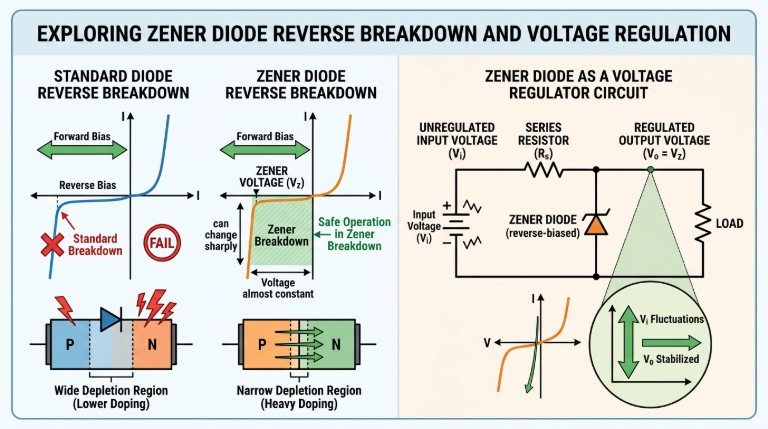 EXPLORING ZENER DIODE REVERSE BREAKDOWN AND VOLTAGE REGULATION
STANDARD DIODE
REVERSE BREAKDOWN
I
Forward Bias
Reverse Bias
I
Standard
Breakdown
FAIL
P
N
Wide Depletion Region
(Lower Doping)
ZENER DIODE
REVERSE BREAKDOWN
I
Forward Bias
ZENER
VOLTAGE (Vz)
I
can
change
sharply
Zener
Breakdown
Safe Operation
in Zener
Breakdown
Voltage
almost constant
P
N
Narrow Depletion Region
(Heavy Doping)
ZENER DIODE AS A VOLTAGE
REGULATOR CIRCUIT
UNREGULATED
INPUT VOLTAGE
(Vi)
SERIES
RESISTOR
(Rs)
REGULATED
OUTPUT VOLTAGE
(Vo = Vz)
+
Input
Voltage
(Vi)
−
ZENER DIODE
(reverse-biased)
LOAD
I
V
Vi Fluctuations
Vo Stabilized